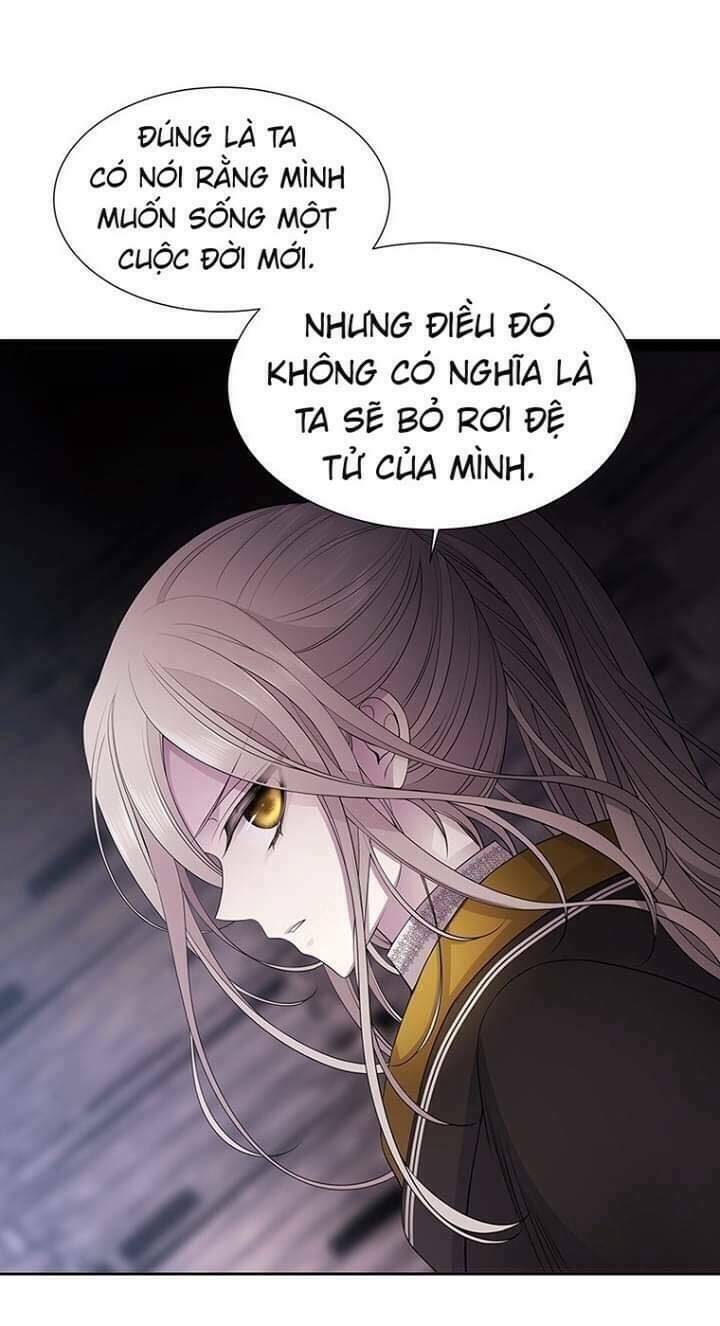 ĐÚNG LÀ TA
CÓ NÓI RẰNG MÌNH
MUỐN SỐNG MỘT
CUỘC ĐỜI MỚI.
NHƯNG ĐIỀU ĐÓ
KHÔNG CÓ NGHĨA LÀ
TA SẼ BỎ RƠI ĐỆ
TỬ CỦA MÌNH.